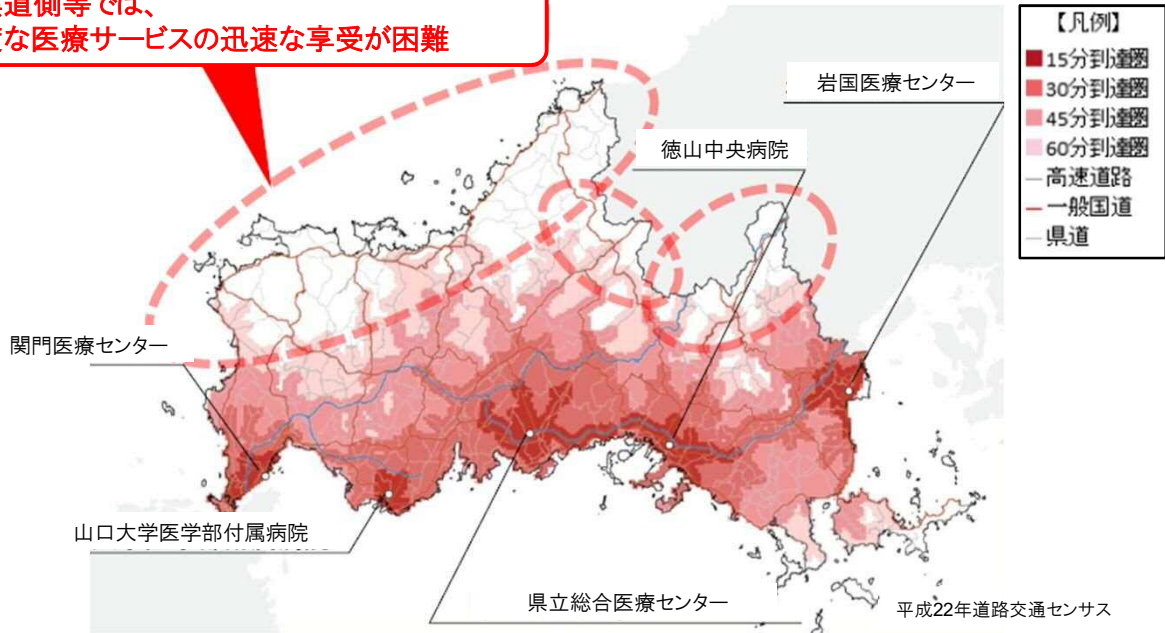 道側等では、
な医療サービスの迅速な享受が困難
【凡例】
15分到達圏
30分到達圏
45分到達圏
60分到達圏
高速道路
一般国道
県道
岩国医療センター
徳山中央病院
関門医療センター
山口大学医学部付属病院
県立総合医療センター
平成22年道路交通センサス